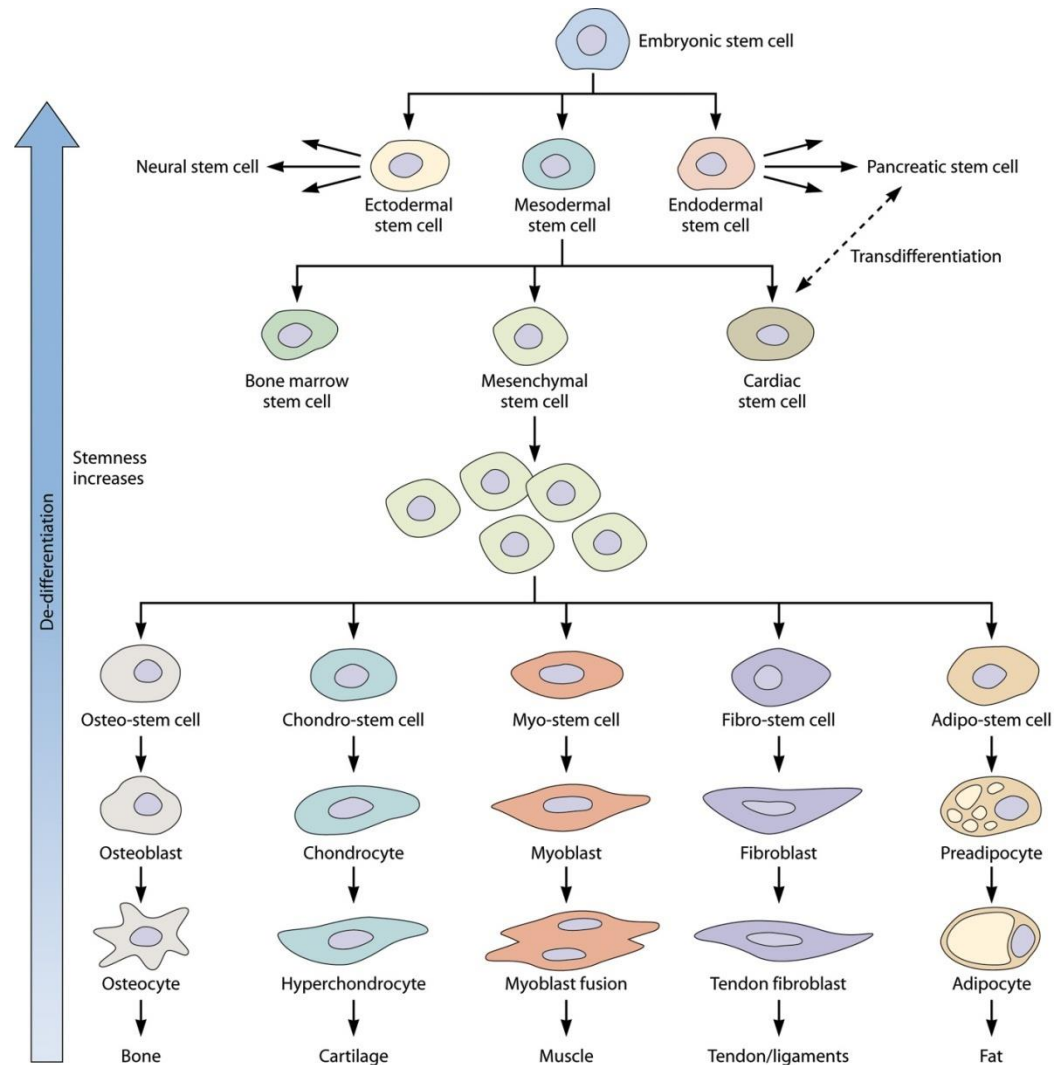 Embryonic stem cell
Neural stem cell
Pancreatic stem cell
Ectodermal
stem cell
Mesodermal
stem cell
Endodermal
stem cell
Transdifferentiation
Bone marrow
stem cell
Mesenchymal
stem cell
Cardiac
stem cell
Stemness
increases
De-differentiation
Osteo-stem cell
Chondro-stem cell
Myo-stem cell
Fibro-stem cell
Adipo-stem cell
Osteoblast
Chondrocyte
Myoblast
Fibroblast
Preadipocyte
Osteocyte
Hyperchondrocyte
Myoblast fusion
Tendon fibroblast
Adipocyte
Bone
Cartilage
Muscle
Tendon/ligaments
Fat